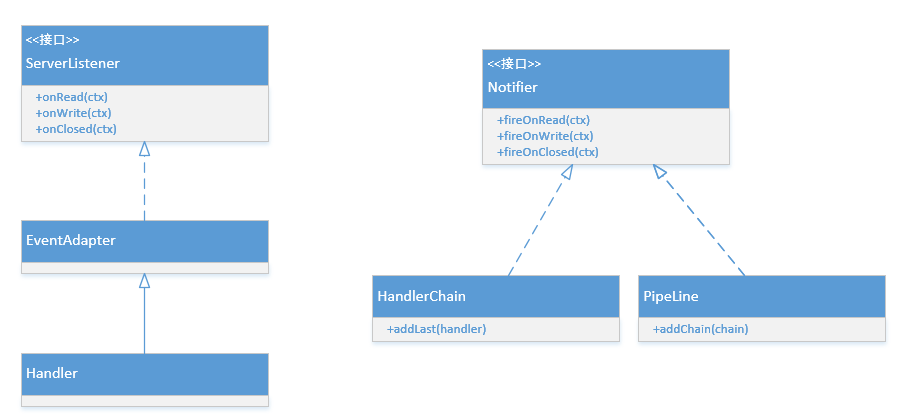 <<接口>>
ServerListener
+onRead(ctx)
+onWrite(ctx)
+onClosed(ctx)
EventAdapter
Handler
<<接口>>
Notifier
+fireOnRead(ctx)
+fireOnWrite(ctx)
+fireOnClosed(ctx)
HandlerChain
+addLast(handler)
PipeLine
+addChain(chain)